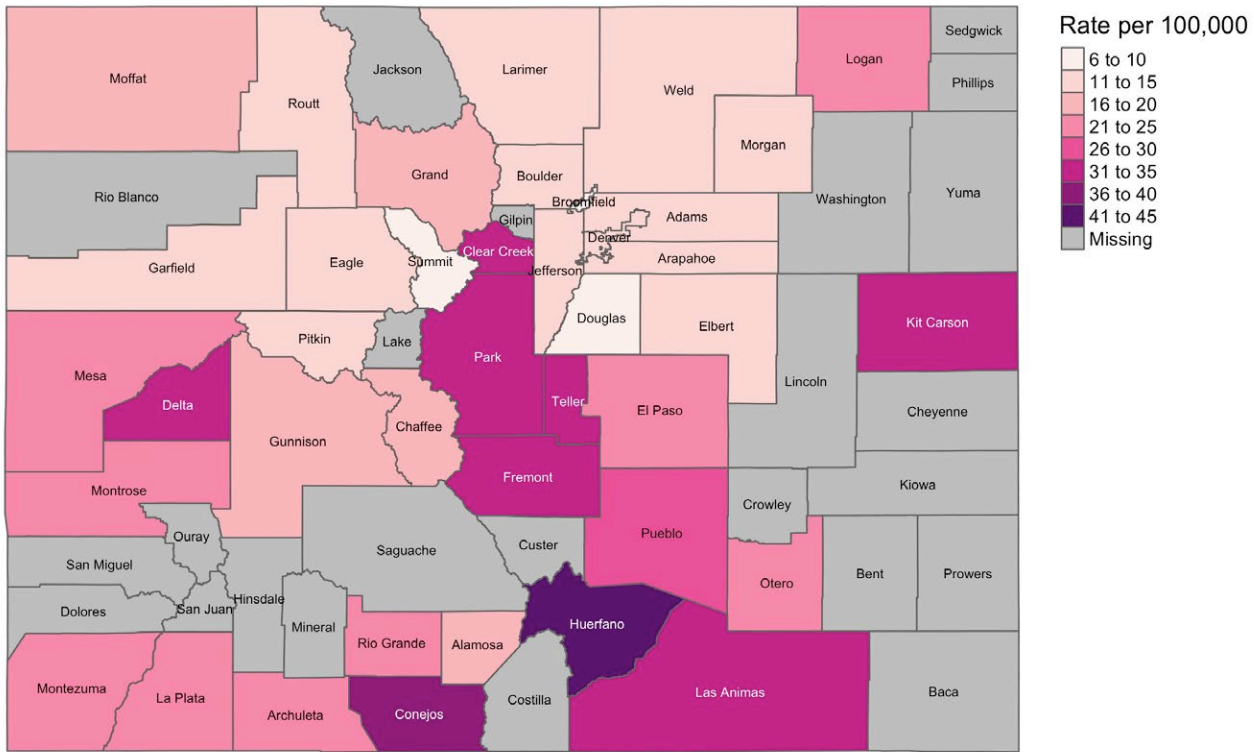 Rate per 100,000
6 to 10
11 to 15
16 to 20
21 to 25
26 to 30
31 to 35
36 to 40
41 to 45
Missing
Moffat
Routt
Jackson
Larimer
Weld
Logan
Sedgwick
Phillips
Morgan
Rio Blanco
Grand
Boulder
Broomfield
Washington
Yuma
Gilpin
Adams
Denver
Clear Creek
Arapahoe
Garfield
Eagle
Summit
Jefferson
Douglas
Elbert
Kit Carson
Pitkin
Lake
Park
Mesa
Delta
Teller
El Paso
Lincoln
Cheyenne
Gunnison
Chaffee
Fremont
Montrose
Crowley
Kiowa
Ouray
Saguache
Custer
Pueblo
San Miguel
Otero
Bent
Prowers
Dolores
San Juan
Hinsdale
Mineral
Huerfano
Rio Grande
Alamosa
Montezuma
La Plata
Archuleta
Conejos
Costilla
Las Animas
Baca